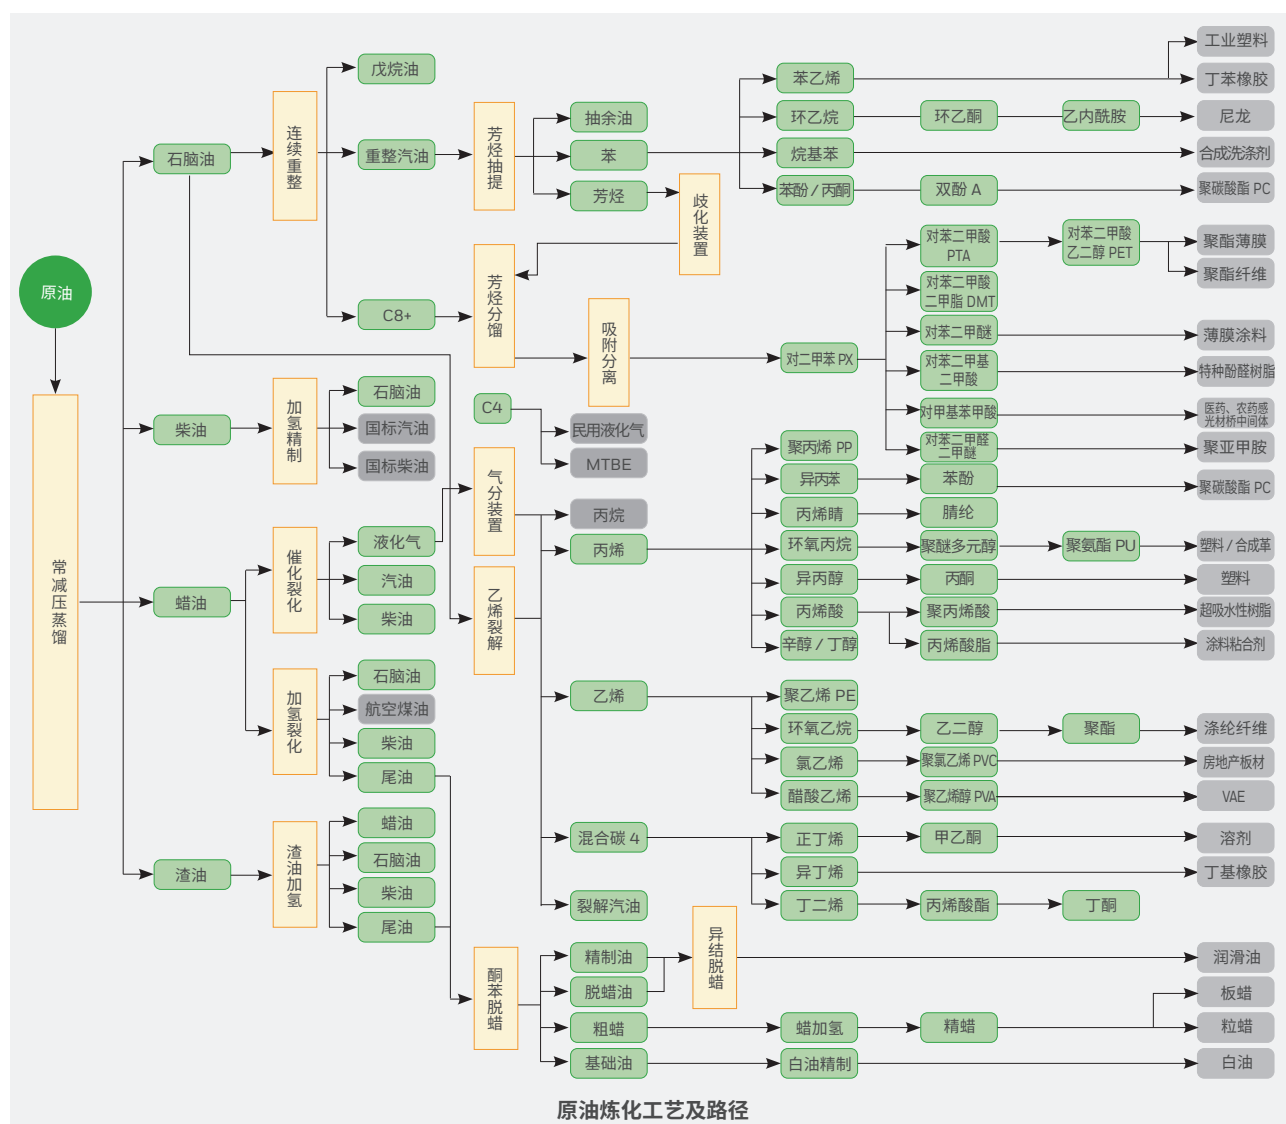 原油
常减压蒸馏
石脑油
柴油
蜡油
渣油
连续重整
加氢精制
催化裂化
加氢裂化
渣油加氢
戊烷油
重整汽油
C8+
石脑油
国标汽油
国标柴油
液化气
汽油
柴油
石脑油
航空煤油
柴油
尾油
蜡油
石脑油
柴油
尾油
芳烃抽提
芳烃分馏
C4
气分装置
乙烯裂解
酮苯脱蜡
抽余油
苯
芳烃
歧化装置
吸附分离
民用液化气
MTBE
丙烷
丙烯
乙烯
混合碳 4
裂解汽油
精制油
脱蜡油
粗蜡
基础油
异结脱蜡
苯乙烯
环乙烷
烷基苯
苯酚 / 丙酮
对二甲苯 PX
聚丙烯 PP
异丙苯
丙烯睛
环氧丙烷
异丙醇
丙烯酸
辛醇 / 丁醇
聚乙烯 PE
环氧乙烷
氯乙烯
醋酸乙烯
正丁烯
异丁烯
丁二烯
蜡加氢
白油精制
环乙酮
双酚 A
对苯二甲酸
PTA
对苯二甲酸
二甲脂 DMT
对苯二甲醚
对苯二甲基
二甲酸
对甲基苯甲酸
对苯二甲醛
二甲醚
苯酚
腈纶
聚醚多元醇
丙酮
聚丙烯酸
丙烯酸脂
乙二醇
聚氯乙烯 PVC
聚乙烯醇 PVA
甲乙酮
丙烯酸酯
精蜡
乙内酰胺
对苯二甲酸
乙二醇 PET
聚氨酯 PU
聚酯
丁酮
工业塑料
丁苯橡胶
尼龙
合成洗涤剂
聚碳酸酯 PC
聚酯薄膜
聚酯纤维
薄膜涂料
特种酚醛树脂
医药、农药感
光材桥中间体
聚亚甲胺
聚碳酸酯 PC
塑料 / 合成革
塑料
超吸水性树脂
涂料粘合剂
涤纶纤维
房地产板材
VAE
溶剂
丁基橡胶
润滑油
板蜡
粒蜡
白油
原油炼化工艺及路径